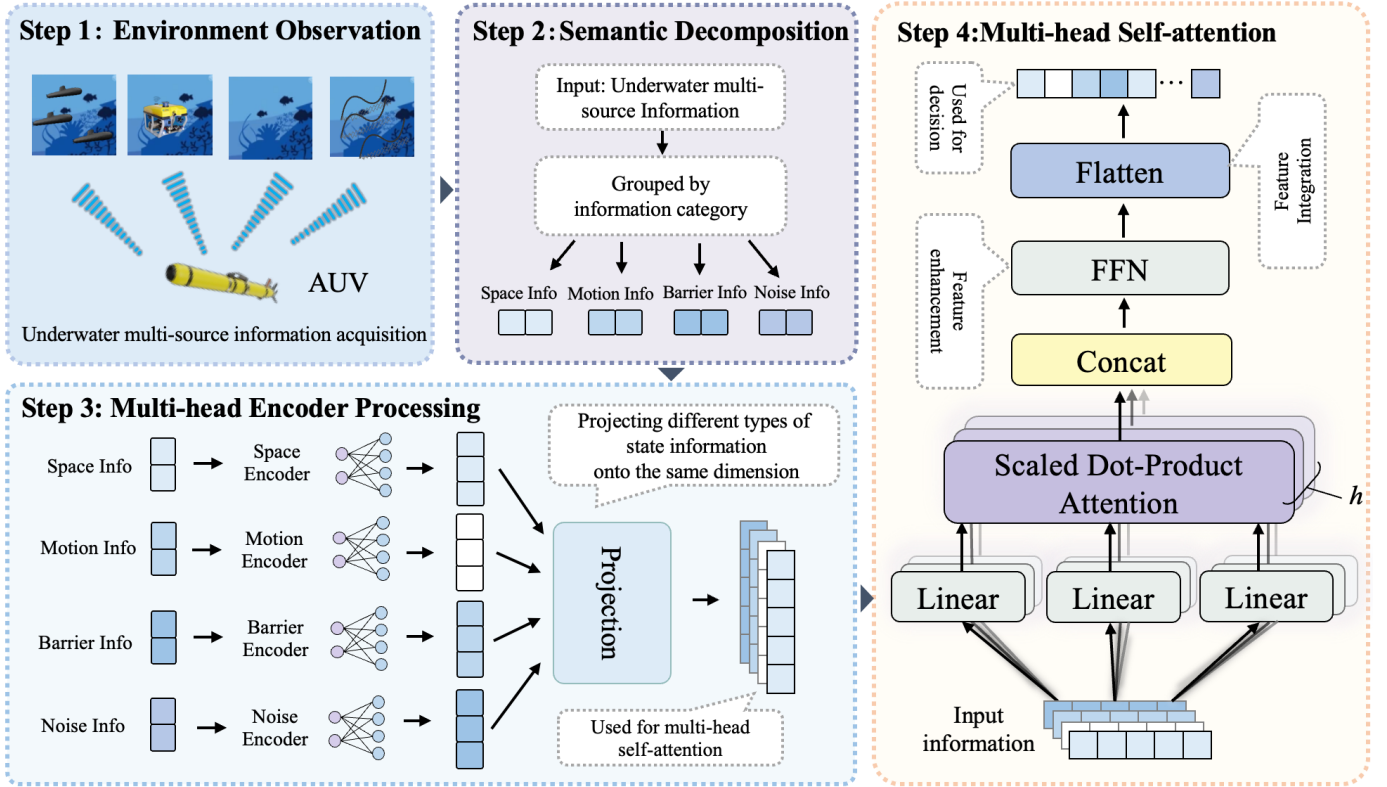 Step 1: Environment Observation
AUV
Underwater multi-source information acquisition
Step 2:Semantic Decomposition
Input: Underwater multi-
source Information
Grouped by
information category
Space Info
Motion Info
Barrier Info
Noise Info
Step 3: Multi-head Encoder Processing
Projecting different types of
state information
onto the same dimension
Space Info
Space
Encoder
Motion Info
Motion
Encoder
Barrier Info
Barrier
Encoder
Noise Info
Noise
Encoder
Projection
Used for multi-head
self-attention
Step 4:Multi-head Self-attention
Used for
decision
Flatten
Feature
Integration
FFN
Feature
enhancement
Concat
Scaled Dot-Product
Attention
h
Linear
Linear
Linear
Input
information